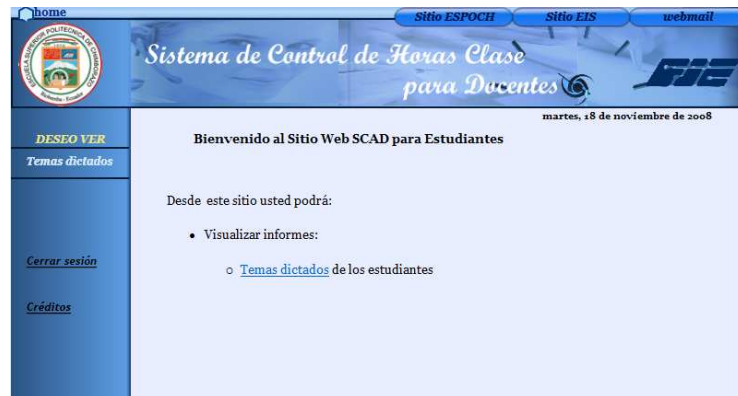 home
Sitio ESPOCH
Sitio EIS
webmail
Sistema de Control de Horas Clase
para Docentes
EIE
martes, 18 de noviembre de 2008
DESEO VER
Temas dictados
Bienvenido al Sitio Web SCAD para Estudiantes
Desde este sitio usted podrá:
• Visualizar informes:
o Temas dictados de los estudiantes
Cerrar sesión
Créditos